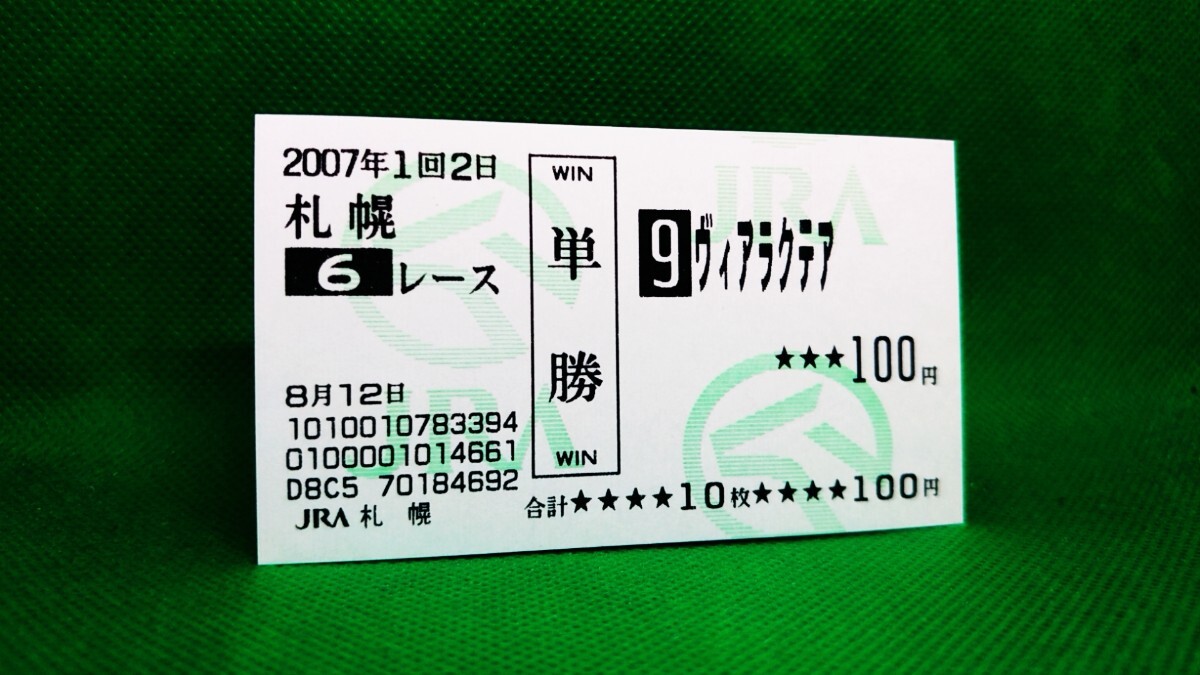 2007年1回2日
札幌
6レース
8月12日
1010010783394
0100001014661
D8C5 70184692
JRA 札 幌
WIN
単
勝
WIN
JRA
9ヴィアラクテア
★★★100円
JRA
合計★★★★10枚★★★★100円